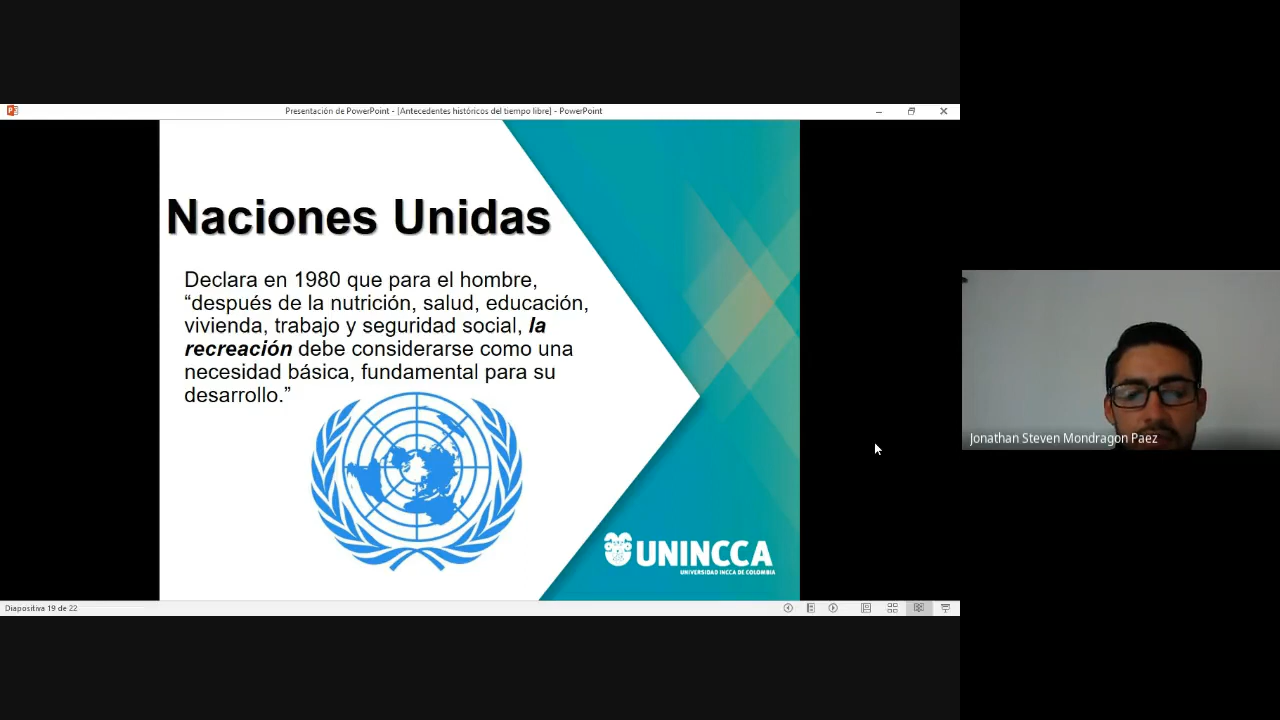 Presentación de PowerPoint - [Antecedentes históricos del tiempo libre] - PowerPoint
Naciones Unidas
Declara en 1980 que para el hombre,
“después de la nutrición, salud, educación,
vivienda, trabajo y seguridad social, la
recreación debe considerarse como una
necesidad básica, fundamental para su
desarrollo.”
UNINCCA
UNIVERSIDAD INCCA DE COLOMBIA
Jonathan Steven Mondragon Paez
Diapositiva 19 de 22